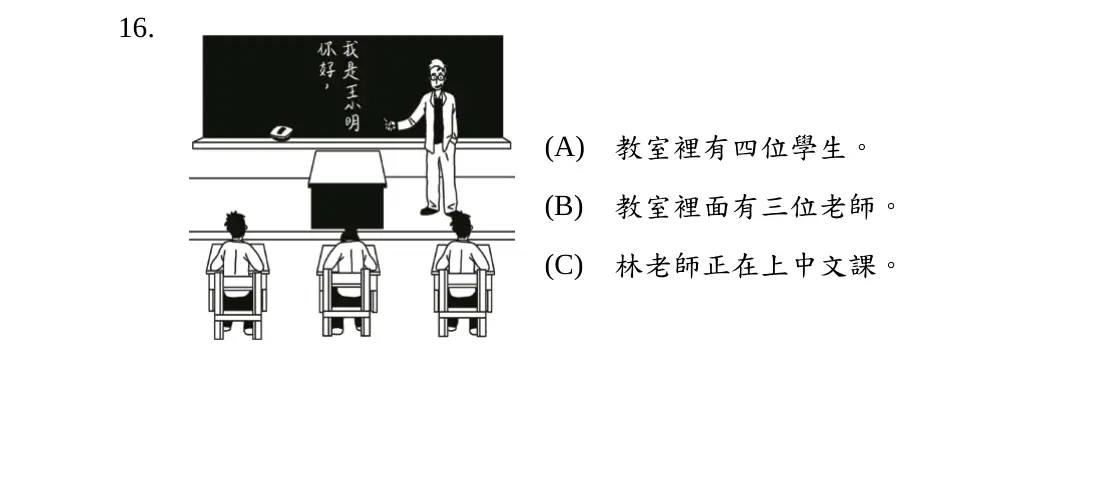 16.
我是王小明
你好，
(A) 教室裡有四位學生。
(B) 教室裡面有三位老師。
(C) 林老師正在上中文課。